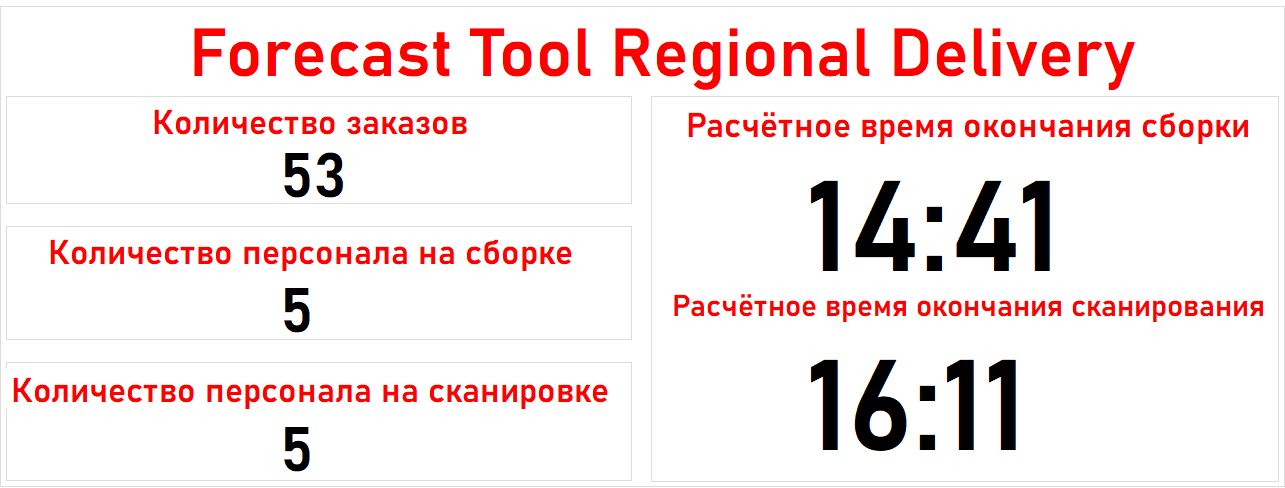 Forecast Tool Regional Delivery
Количество заказов
53
Количество персонала на сборке
5
Количество персонала на сканировке
5
Расчётное время окончания сборки
14:41
Расчётное время окончания сканирования
16:11